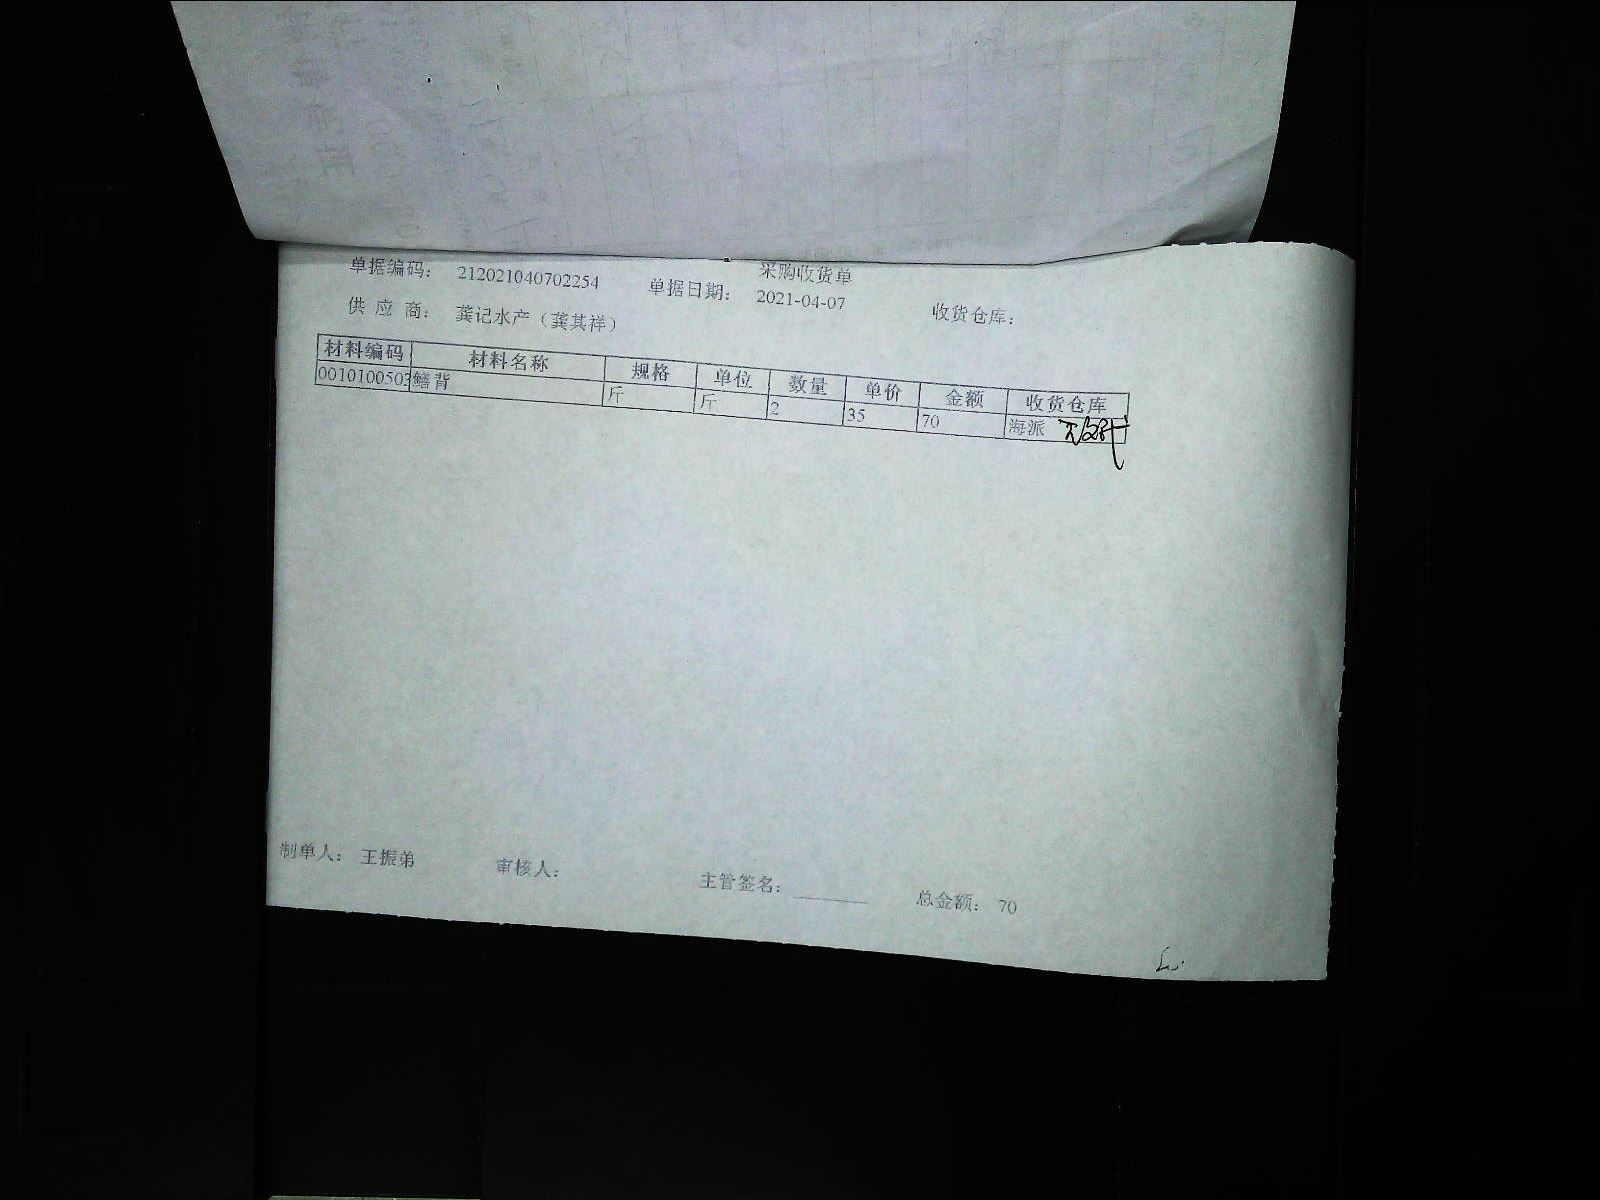 采购收货单
单据编码： 212021040702254 单据日期： 2021-04-07 收货仓库：
供 应 商： 龚记水产（龚其祥）
材料编码 材料名称 规格 单位 数量 单价 金额 收货仓库
0010100503 鳝背 斤 斤 2 35 70 海派
制单人： 王振弟 审核人： 主管签名： 总金额： 70